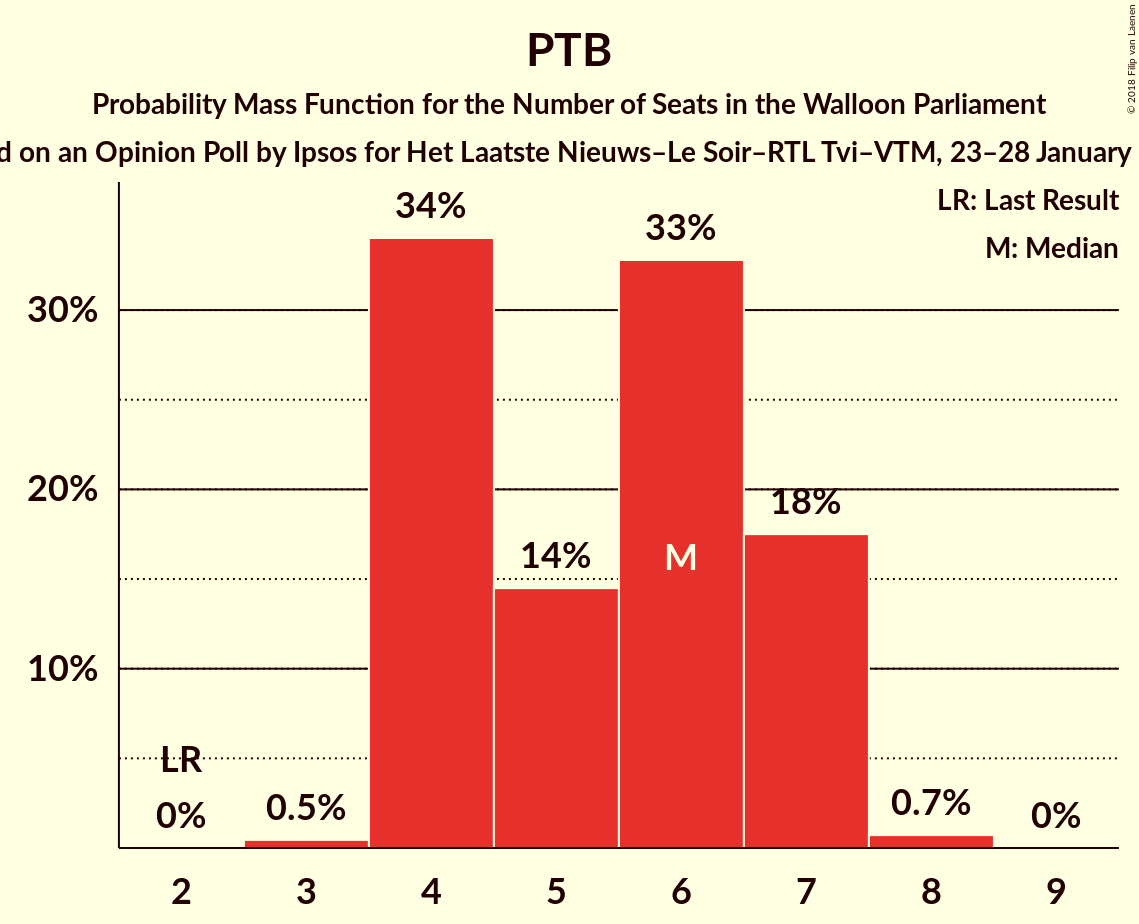 PTB
Probability Mass Function for the Number of Seats in the Walloon Parliament
d on an Opinion Poll by Ipsos for Het Laatste Nieuws–Le Soir–RTL Tvi–VTM, 23–28 January
© 2018 Filip van Laenen
LR: Last Result
M: Median
34%
33%
30%
20%
18%
14%
M
10%
LR
0%
0.5%
0.7%
0%
2 3 4 5 6 7 8 9